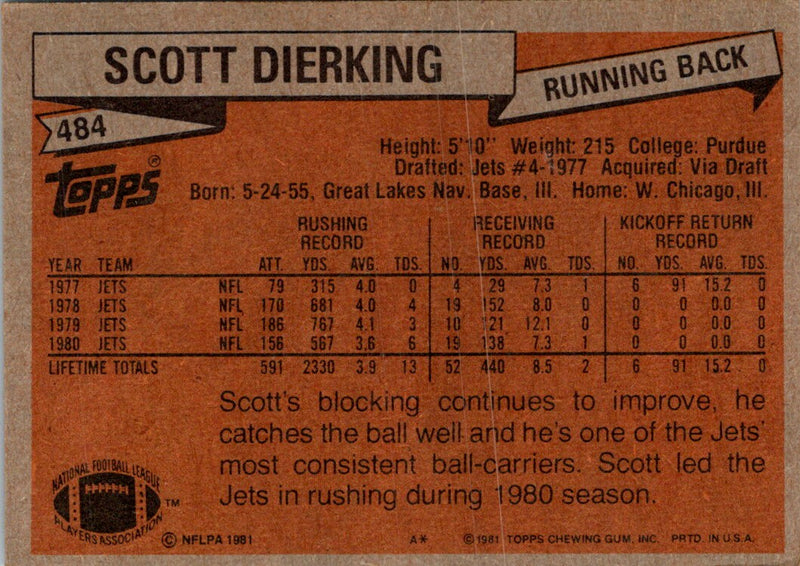 SCOTT DIERKING
RUNNING BACK
484
TOPPS®
Height: 5'10" Weight: 215 College: Purdue
Drafted: Jets #4-1977 Acquired: Via Draft
Born: 5-24-55, Great Lakes Nav. Base, Ill. Home: W. Chicago, Ill.
RUSHING RECEIVING KICKOFF RETURN
RECORD RECORD RECORD
YEAR TEAM ATT. YDS. AVG. TDS. NO. YDS. AVG. TDS. NO. YDS. AVG. TDS.
1977 JETS NFL 79 315 4.0 0 4 29 7.3 1 6 91 15.2 0
1978 JETS NFL 170 681 4.0 4 19 152 8.0 0 0 0 0.0 0
1979 JETS NFL 186 767 4.1 3 10 121 12.1 0 0 0 0.0 0
1980 JETS NFL 156 567 3.6 6 19 138 7.3 1 0 0 0.0 0
LIFETIME TOTALS 591 2330 3.9 13 52 440 8.5 2 6 91 15.2 0
Scott's blocking continues to improve, he
catches the ball well and he's one of the Jets'
most consistent ball-carriers. Scott led the
Jets in rushing during 1980 season.
NATIONAL FOOTBALL LEAGUE
PLAYERS ASSOCIATION
TM
© NFLPA 1981 A* © 1981 TOPPS CHEWING GUM, INC. PRTD. IN U.S.A.